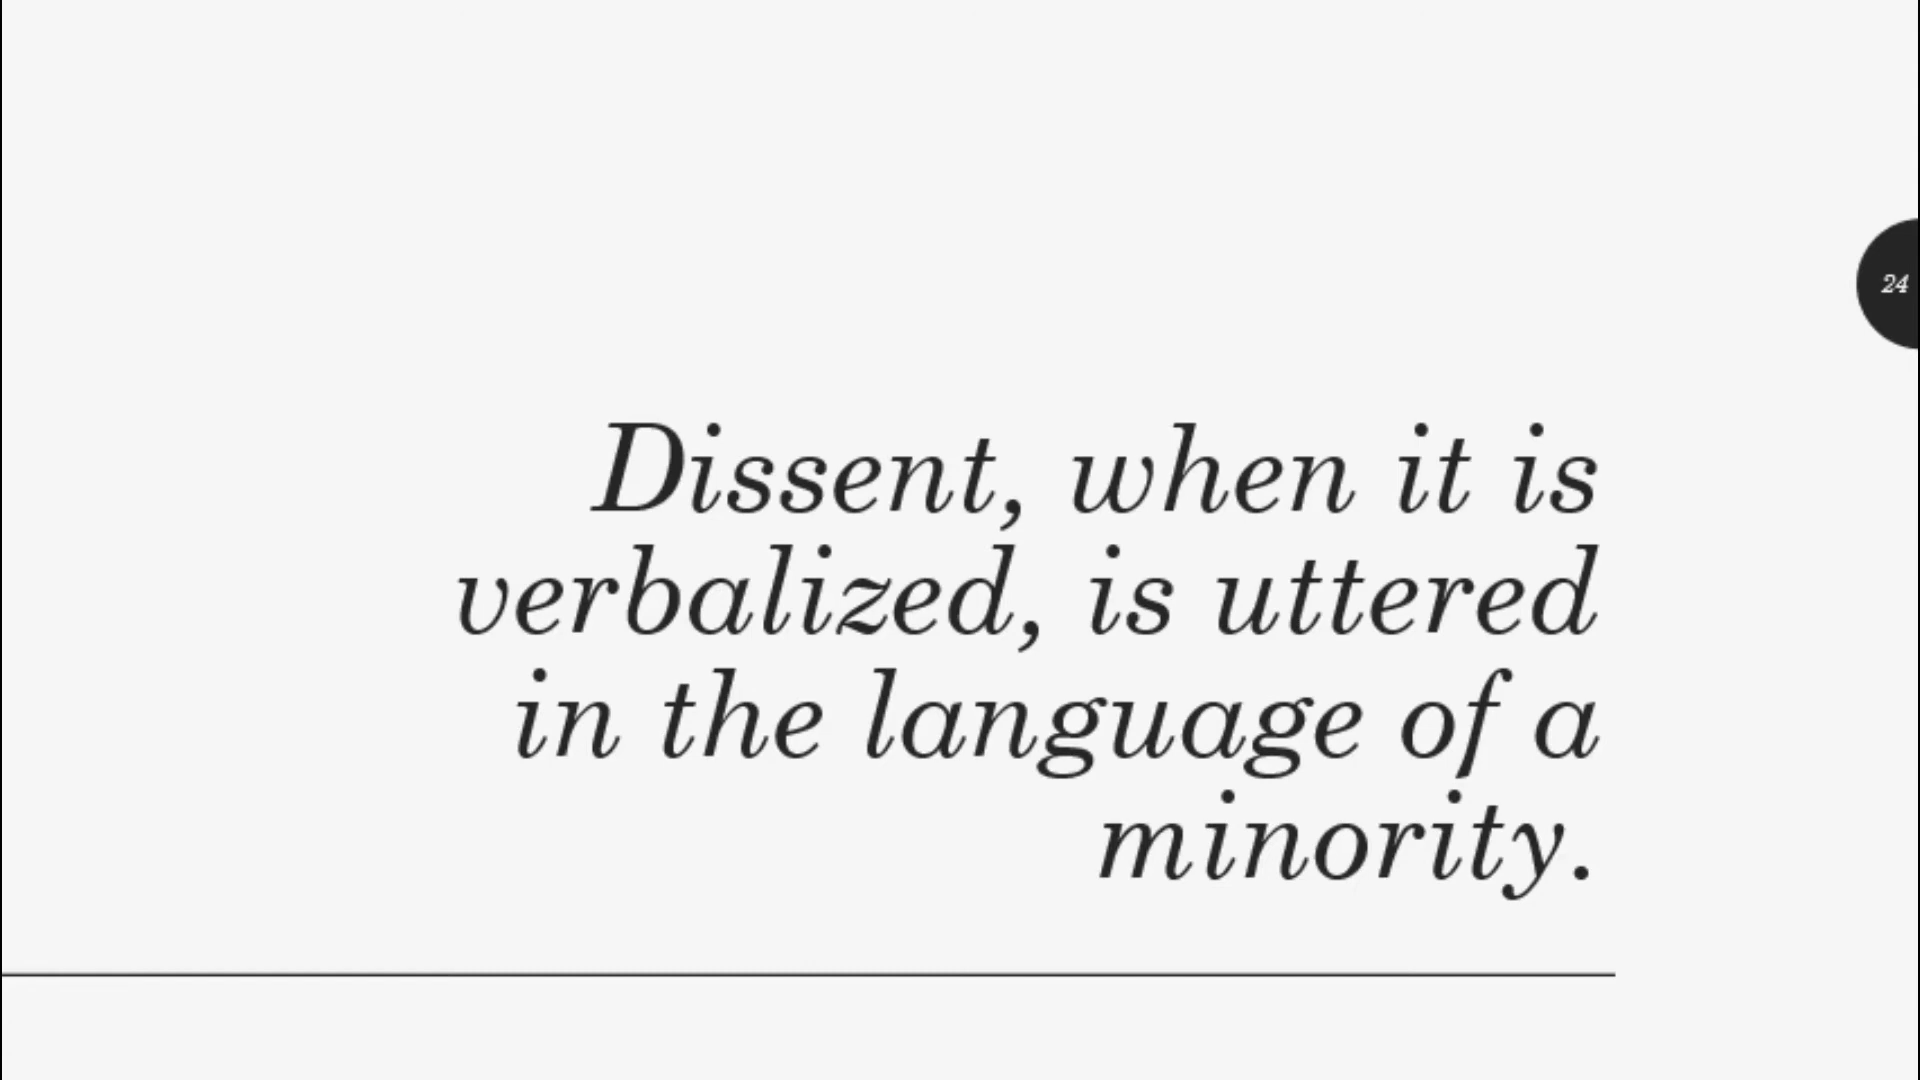 24
Dissent, when it is
verbalized, is uttered
in the language of a
minority.